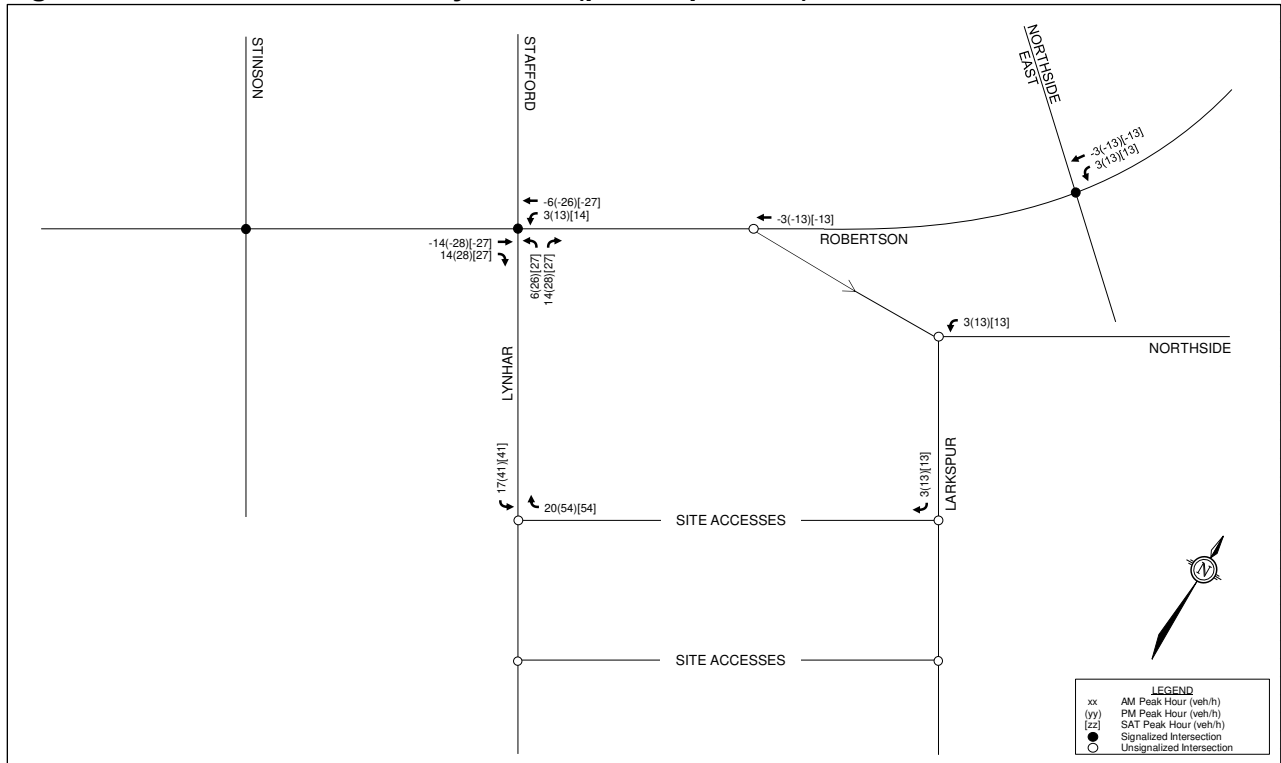 STINSON
STAFFORD
NORTHSIDE
EAST
-3(-13)[-13]
3(13)[13]
-6(-26)[-27]
3(13)[14]
-3(-13)[-13]
ROBERTSON
-14(-28)[-27]
14(28)[27]
6(26)[27]
14(28)[27]
3(13)[13]
NORTHSIDE
LYNHAR
LARKSPUR
17(41)[41]
20(54)[54]
3(13)[13]
SITE ACCESSES
N
SITE ACCESSES
LEGEND
xx AM Peak Hour (veh/h)
(yy) PM Peak Hour (veh/h)
[zz] SAT Peak Hour (veh/h)
Signalized Intersection
Unsignalized Intersection